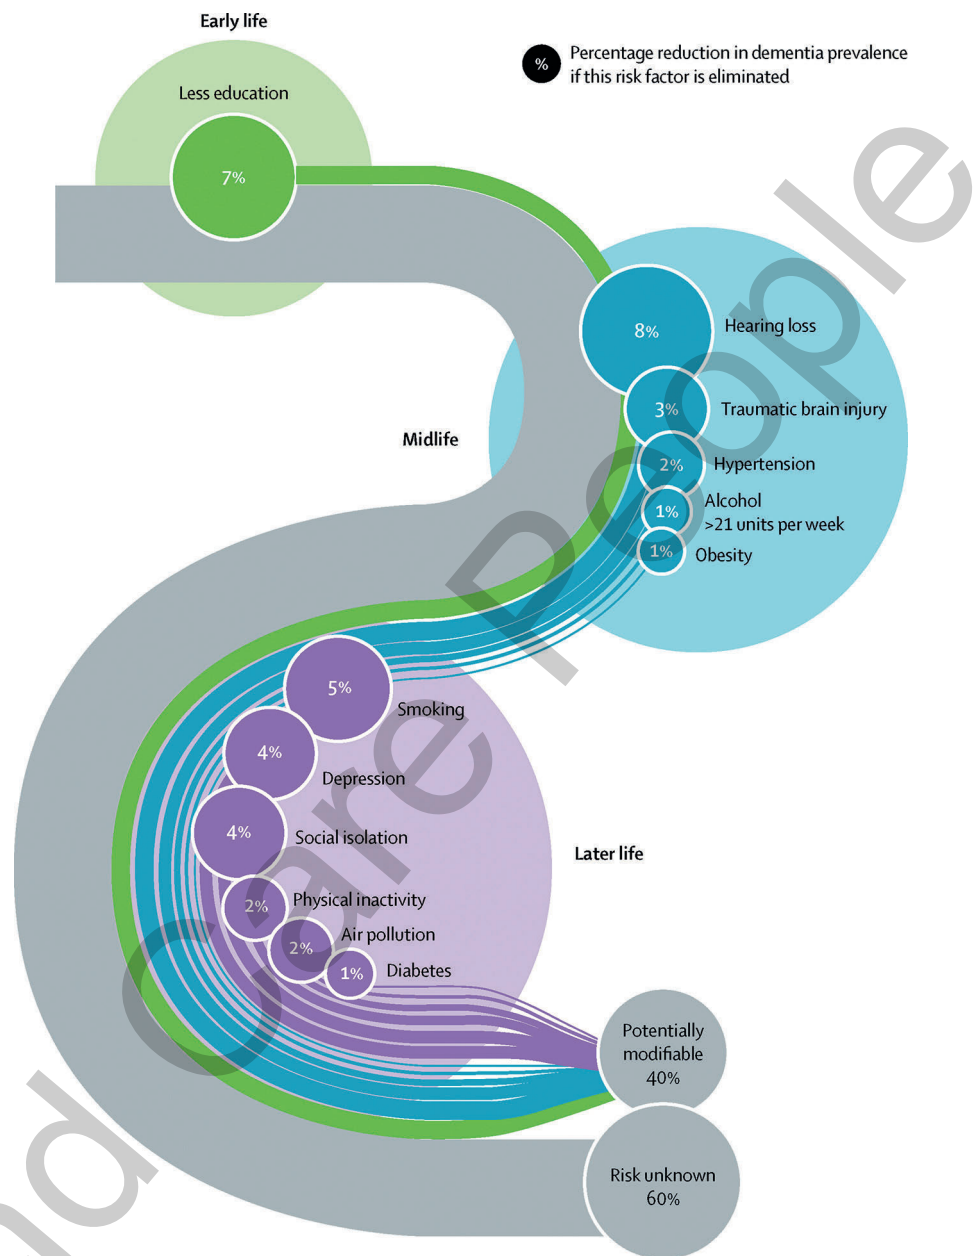 Early life
%
Percentage reduction in dementia prevalence
if this risk factor is eliminated
Less education
7%
Midlife
8%
Hearing loss
3%
Traumatic brain injury
2%
Hypertension
1%
Alcohol
>21 units per week
1%
Obesity
5%
Smoking
4%
Depression
4%
Social isolation
Later life
2%
Physical inactivity
2%
Air pollution
1%
Diabetes
Potentially
modifiable
40%
Risk unknown
60%
Care People